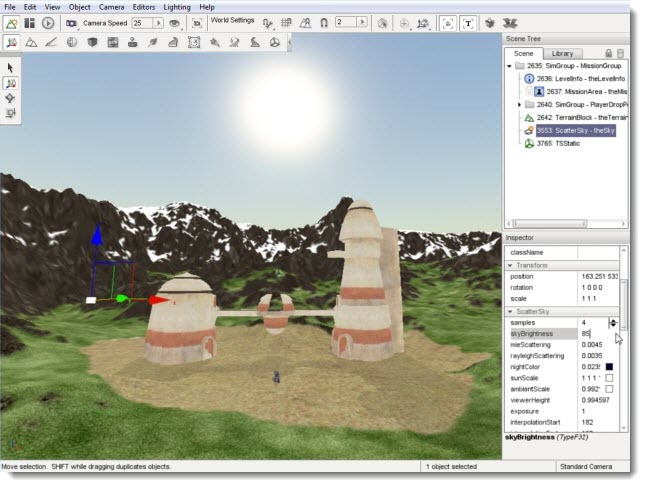 File Edit View Object Camera Editors Lighting Help
Camera Speed 25 World Settings 2
Scene Tree
Scene Library
2635: SimGroup - MissionGroup
2636: LevelInfo - theLevelInfo
2637: MissionArea - theMis
2640: SimGroup - PlayerDropP
2642: TerrainBlock - theTerrain
3553: ScatterSky - theSky
3765: TSStatic
Inspector
className
Transform
position 163.251 533
rotation 1 0 0 0
scale 1 1 1
ScatterSky
samples 4
skyBrightness 85
mieScattering 0.0045
rayleighScattering 0.0035
nightColor 0.023
sunScale 1 1 1
ambientScale 0.992
viewerHeight 0.994597
exposure 1
interpolationStart 182
skyBrightness (TypeF32)
Move selection. SHIFT while dragging duplicates objects. 1 object selected Standard Camera